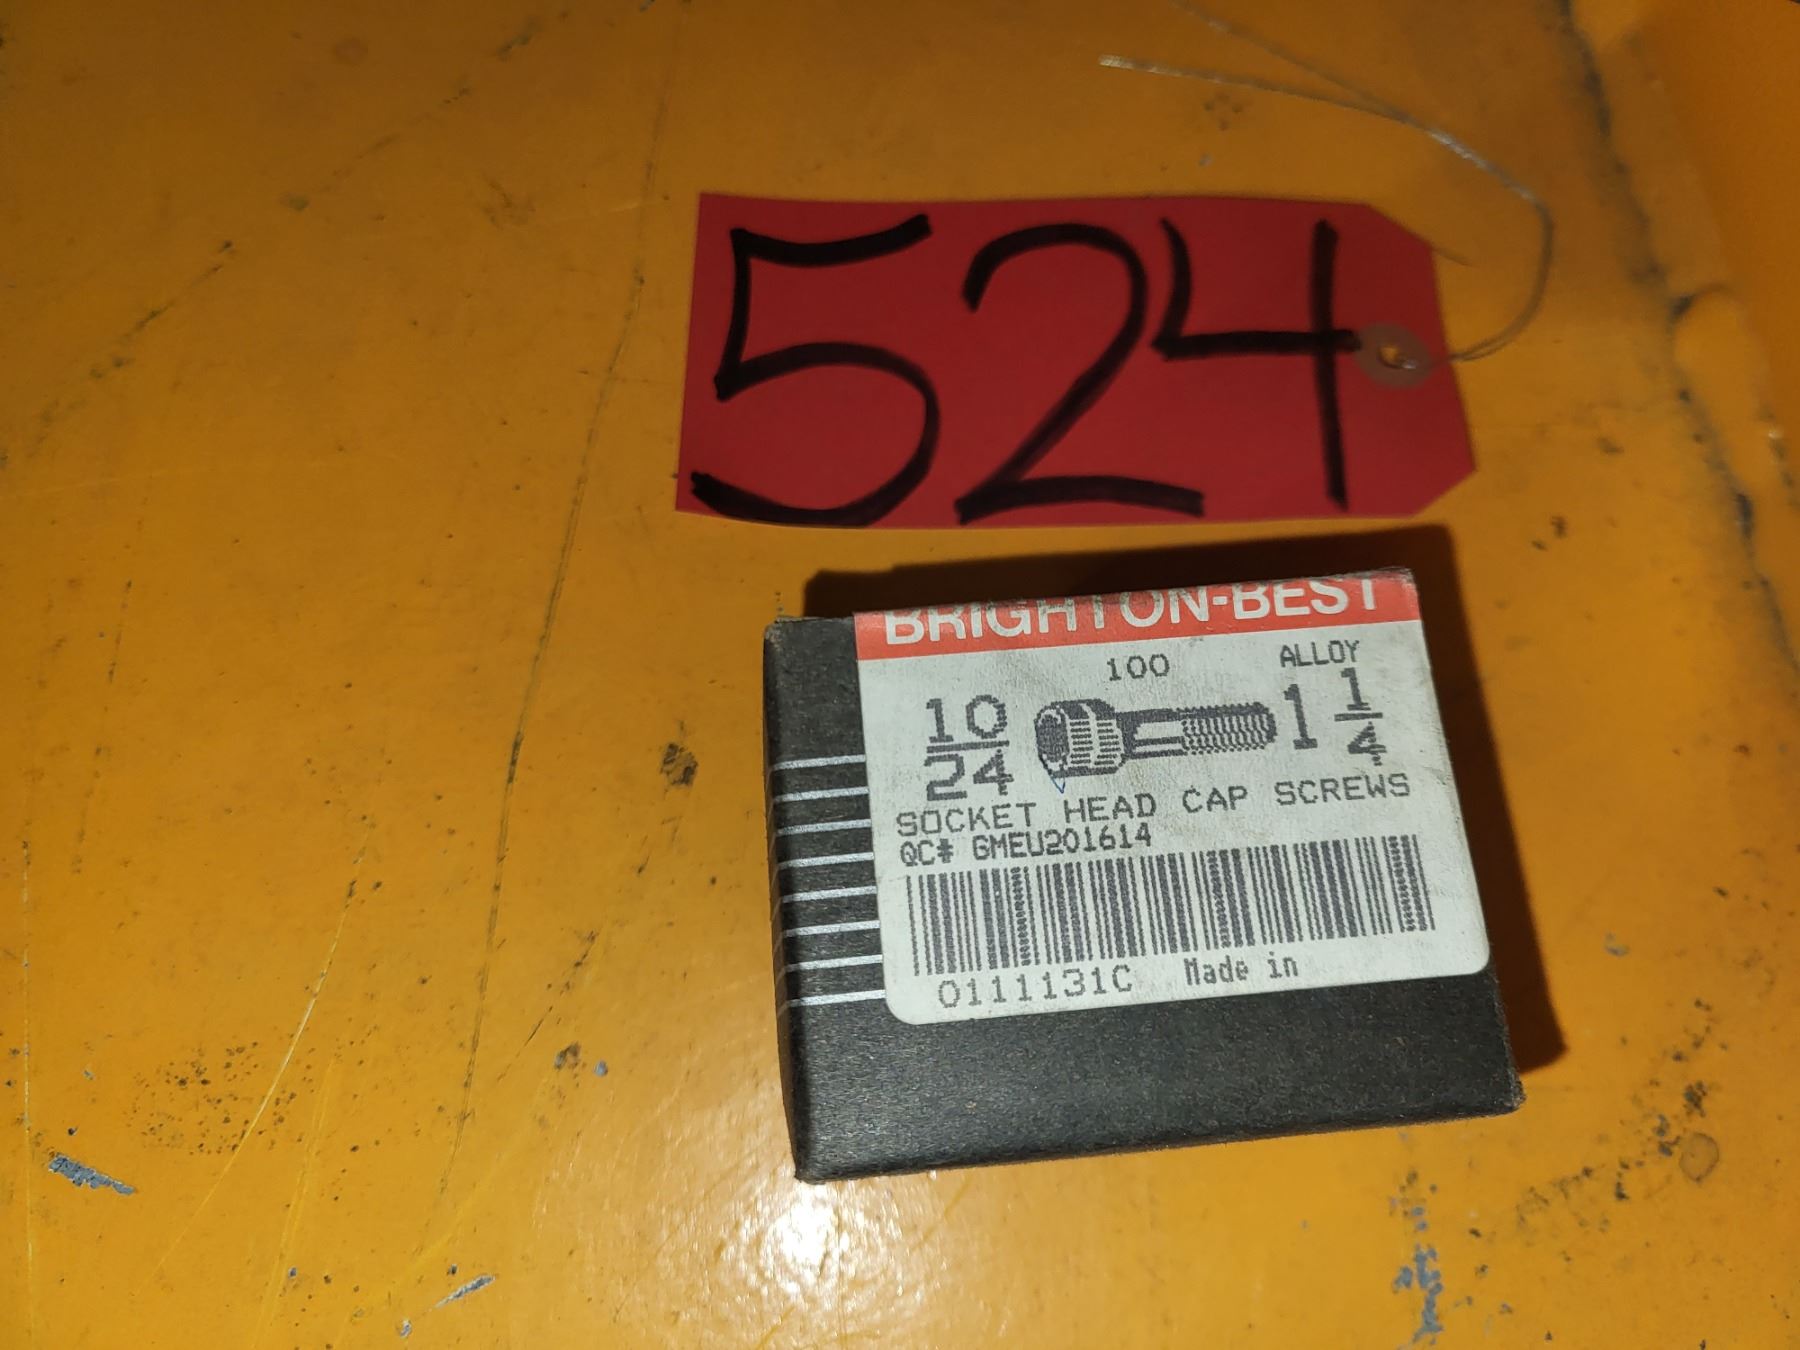 524
BRIGHTON-BEST
100 ALLOY
10/24 1 1/4
SOCKET HEAD CAP SCREWS
QC# GMEU201614
0111131C Made in